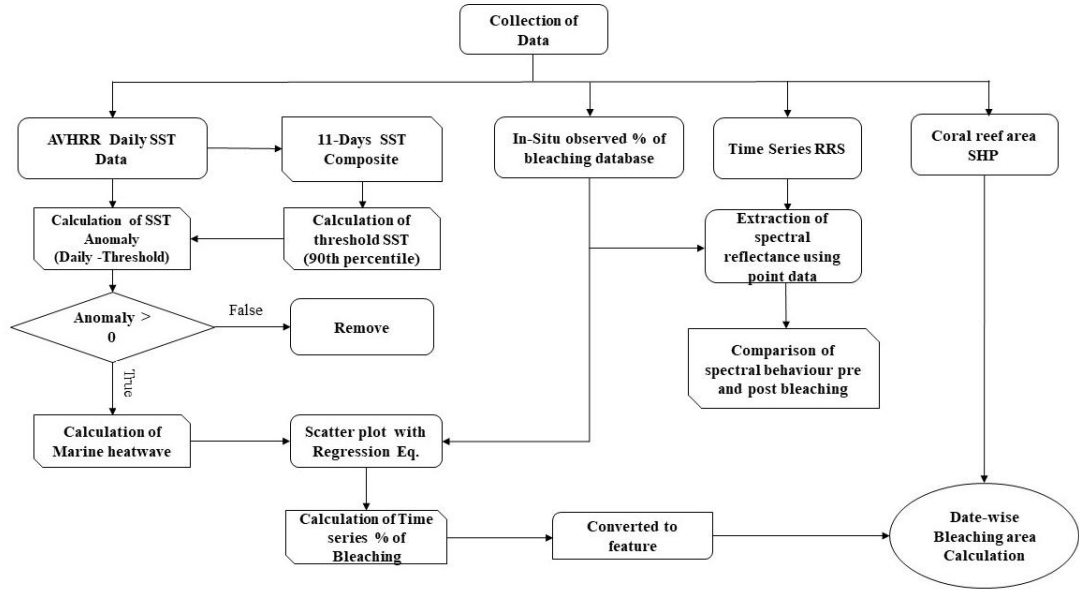 Collection of
Data
AVHRR Daily SST
Data
11-Days SST
Composite
In-Situ observed % of
bleaching database
Time Series RRS
Coral reef area
SHP
Calculation of SST
Anomaly
(Daily -Threshold)
Calculation of
threshold SST
(90th percentile)
Extraction of
spectral
reflectance using
point data
Anomaly >
0
False
Remove
True
Comparison of
spectral behaviour pre
and post bleaching
Calculation of
Marine heatwave
Scatter plot with
Regression Eq.
Calculation of Time
series % of
Bleaching
Converted to
feature
Date-wise
Bleaching area
Calculation